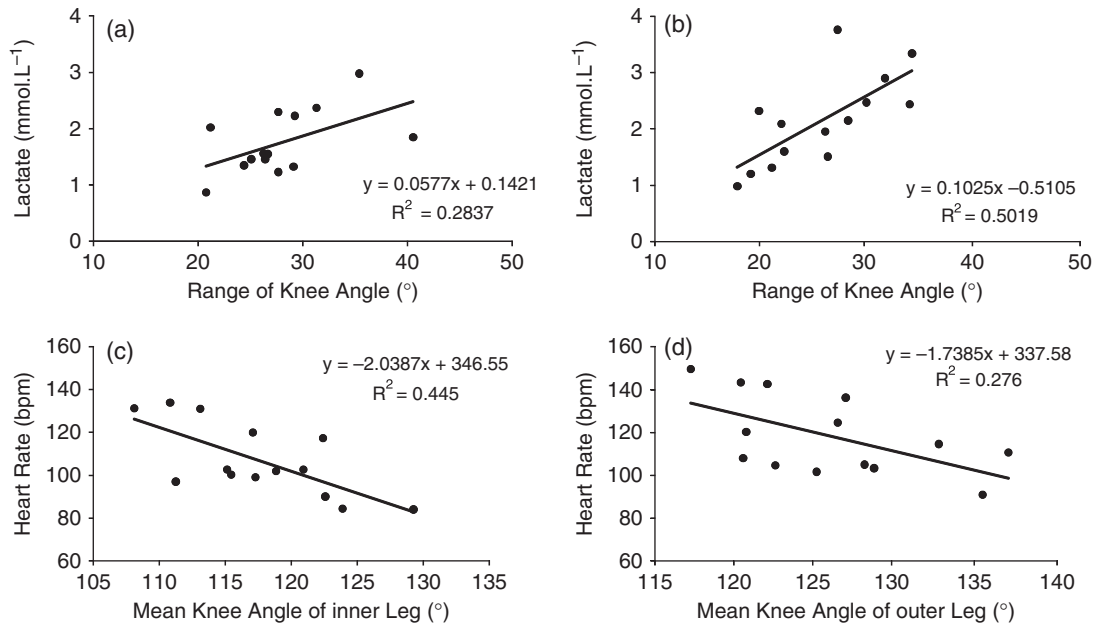 (a)
4
3
2
1
0
Lactate (mmol.L⁻¹)
y = 0.0577x + 0.1421
R² = 0.2837
10 20 30 40 50
Range of Knee Angle (°)
(b)
4
3
2
1
0
Lactate (mmol.L⁻¹)
y = 0.1025x –0.5105
R² = 0.5019
10 20 30 40 50
Range of Knee Angle (°)
(c)
160
140
120
100
80
60
Heart Rate (bpm)
y = –2.0387x + 346.55
R² = 0.445
105 110 115 120 125 130 135
Mean Knee Angle of inner Leg (°)
(d)
160
140
120
100
80
60
Heart Rate (bpm)
y = –1.7385x + 337.58
R² = 0.276
115 120 125 130 135 140
Mean Knee Angle of outer Leg (°)